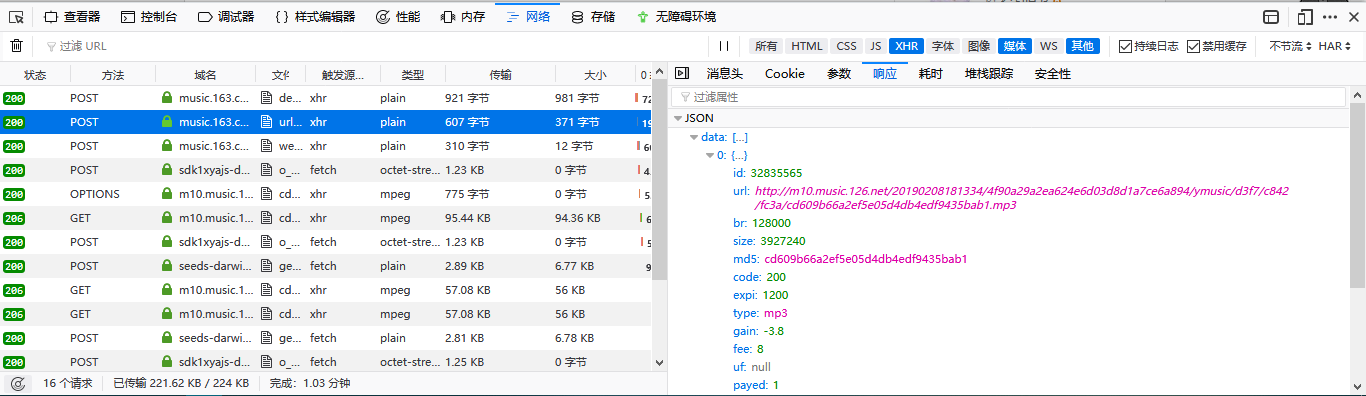 查看器 控制台 调试器 样式编辑器 性能 内存 网络 存储 无障碍环境
过滤 URL 所有 HTML CSS JS XHR 字体 图像 媒体 WS 其他 持续日志 禁用缓存 不节流 HAR
状态 方法 域名 文件 触发源... 类型 传输 大小
200 POST music.163.c... de... xhr plain 921 字节 981 字节
200 POST music.163.c... url... xhr plain 607 字节 371 字节
200 POST music.163.c... we... xhr plain 310 字节 12 字节
200 POST sdk1xyajs-d... o_... fetch octet-stre... 1.23 KB 0 字节
200 OPTIONS m10.music.1... cd... xhr mpeg 775 字节 0 字节
206 GET m10.music.1... cd... xhr mpeg 95.44 KB 94.36 KB
200 POST sdk1xyajs-d... o_... fetch octet-stre... 1.23 KB 0 字节
200 POST seeds-darwi... ge... fetch plain 2.89 KB 6.77 KB
206 GET m10.music.1... cd... xhr mpeg 57.08 KB 56 KB
206 GET m10.music.1... cd... xhr mpeg 57.08 KB 56 KB
200 POST seeds-darwi... ge... fetch plain 2.81 KB 6.78 KB
200 POST sdk1xyajs-d... o_... fetch octet-stre... 1.25 KB 0 字节
16 个请求 已传输 221.62 KB / 224 KB 完成：1.03 分钟
消息头 Cookie 参数 响应 耗时 堆栈跟踪 安全性
过滤属性
JSON
data: [...]
0: {...}
id: 32835565
url: http://m10.music.126.net/20190208181334/4f90a29a2ea624e6d03d8d1a7ce6a894/ymusic/d3f7/c842
/fc3a/cd609b66a2ef5e05d4db4edf9435bab1.mp3
br: 128000
size: 3927240
md5: cd609b66a2ef5e05d4db4edf9435bab1
code: 200
expi: 1200
type: mp3
gain: -3.8
fee: 8
uf: null
payed: 1